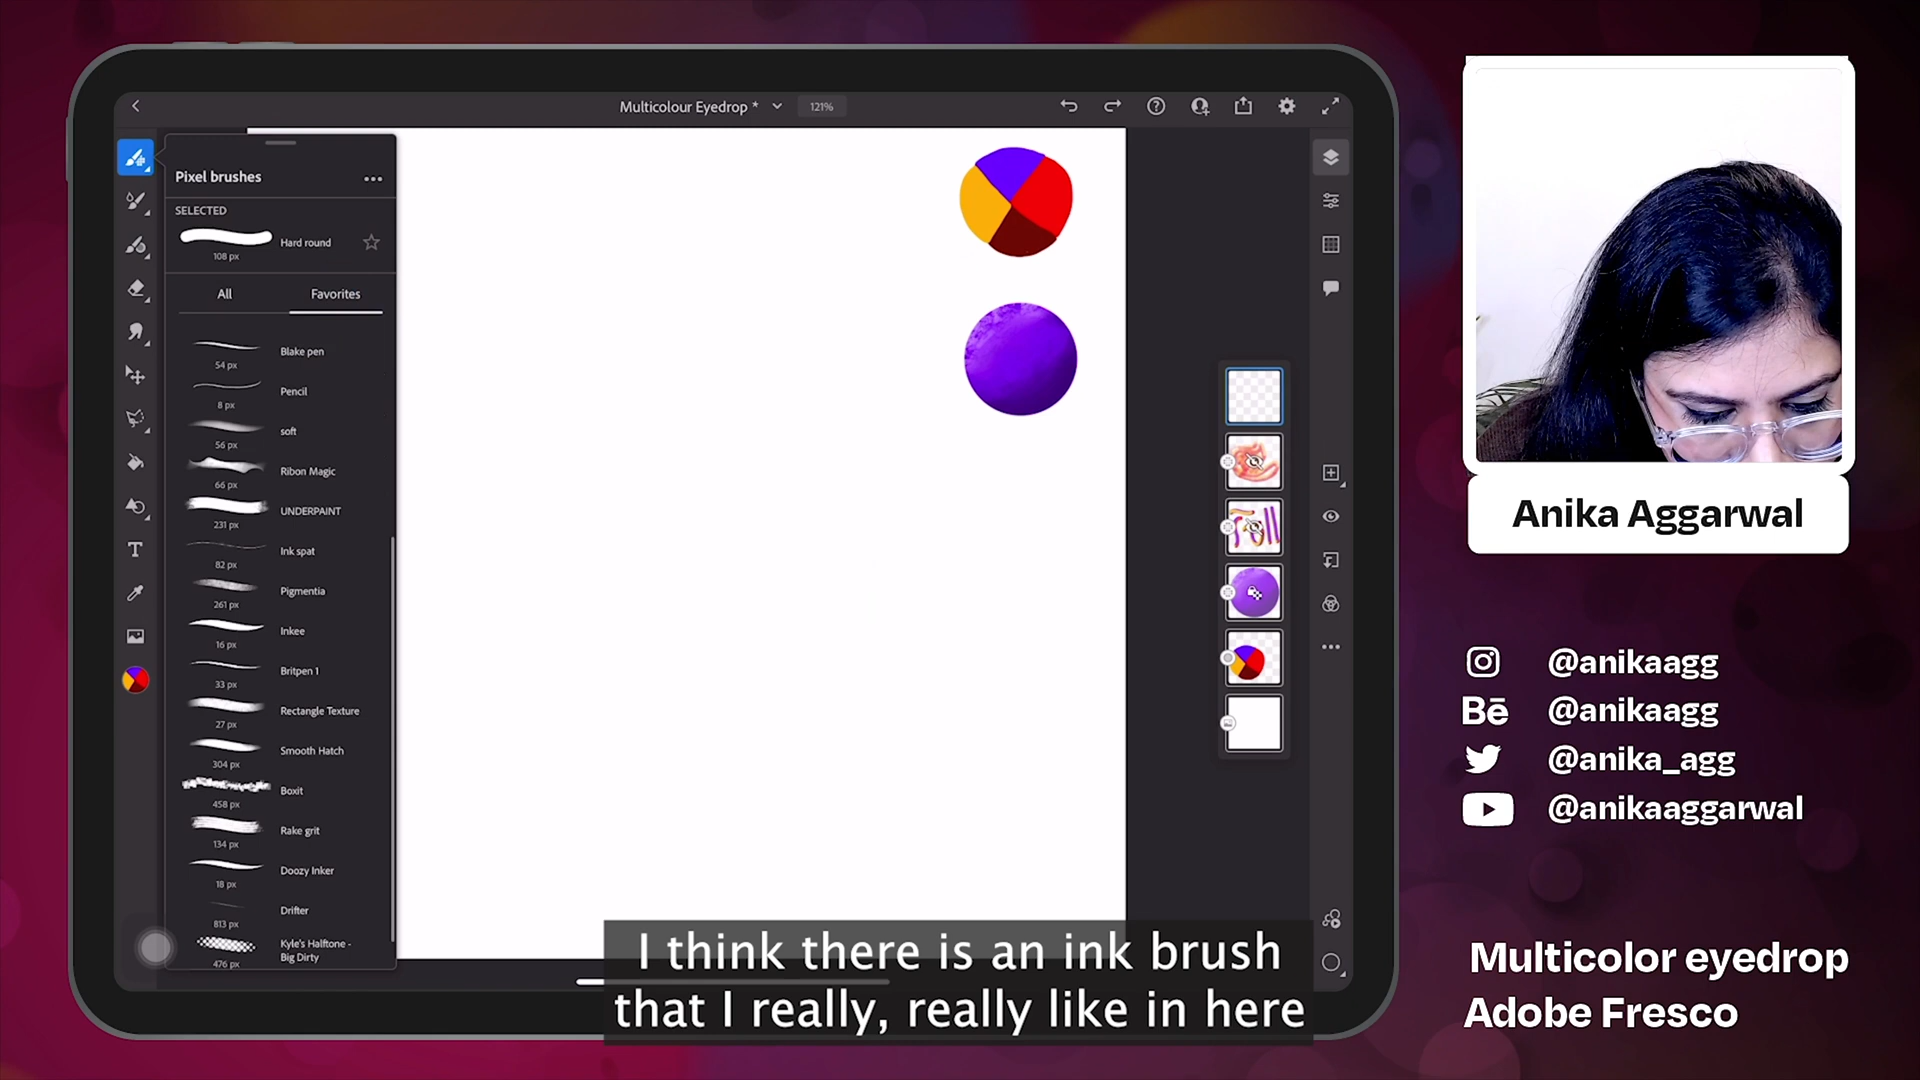 Multicolour Eyedrop *
121%
Pixel brushes
SELECTED
Hard round
108 px
All
Favorites
Blake pen
54 px
Pencil
8 px
soft
56 px
Ribon Magic
66 px
UNDERPAINT
231 px
Ink spat
82 px
Pigmentia
261 px
Inkee
16 px
Britpen 1
33 px
Rectangle Texture
27 px
Smooth Hatch
304 px
Boxit
458 px
Rake grit
134 px
Doozy Inker
18 px
Drifter
813 px
Kyle's Halftone -
Big Dirty
476 px
I think there is an ink brush
that I really, really like in here
Anika Aggarwal
@anikaagg
Bē
@anikaagg
@anika_agg
@anikaaggarwal
Multicolor eyedrop
Adobe Fresco